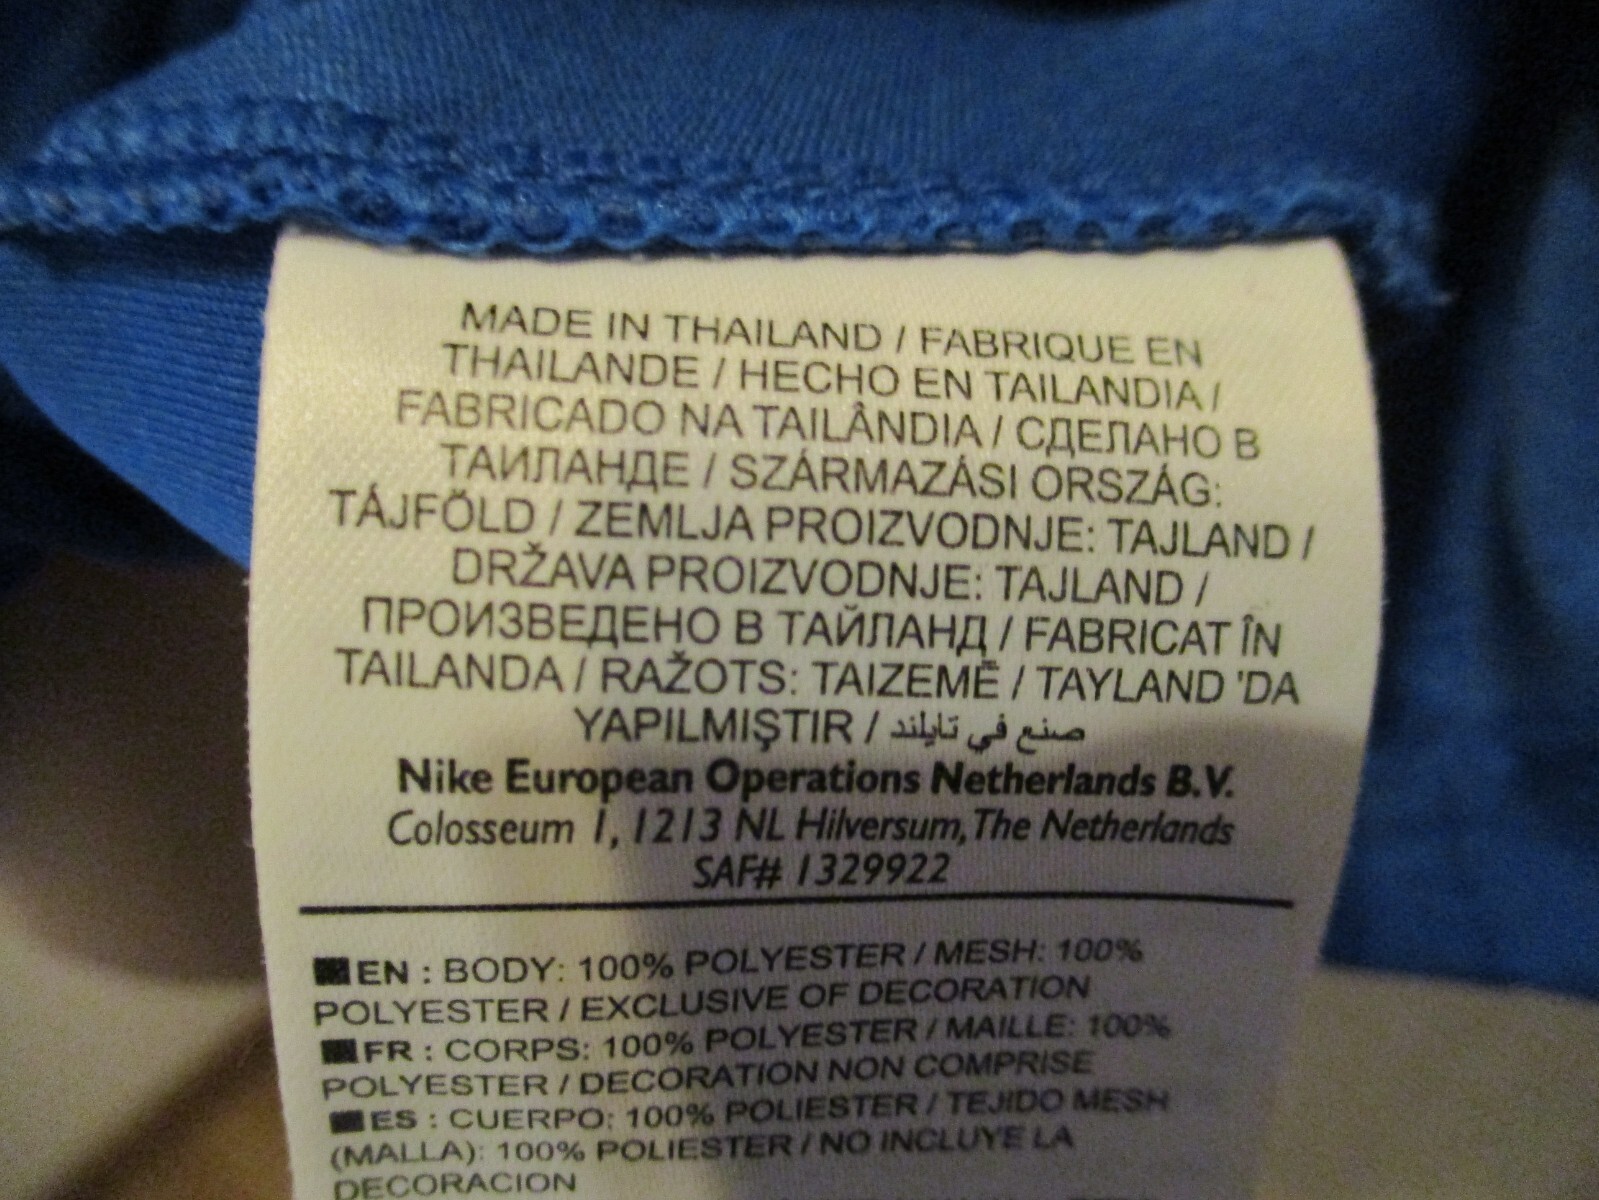 MADE IN THAILAND / FABRIQUE EN
THAILANDE / HECHO EN TAILANDIA /
FABRICADO NA TAILÂNDIA / СДЕЛАНО В
ТАИЛАНДЕ / SZÁRMAZÁSI ORSZÁG:
TÁJFÖLD / ZEMLJA PROIZVODNJE: TAJLAND /
DRŽAVA PROIZVODNJE: TAJLAND /
ПРОИЗВЕДЕНО В ТАЙЛАНД / FABRICAT ÎN
TAILANDA / RAŽOTS: TAIZEMĒ / TAYLAND 'DA
YAPILMIŞTIR / صنع في تايلند
Nike European Operations Netherlands B.V.
Colosseum 1, 1213 NL Hilversum, The Netherlands
SAF# 1329922
EN : BODY: 100% POLYESTER / MESH: 100%
POLYESTER / EXCLUSIVE OF DECORATION
FR : CORPS: 100% POLYESTER / MAILLE: 100%
POLYESTER / DECORATION NON COMPRISE
ES : CUERPO: 100% POLIESTER / TEJIDO MESH
(MALLA): 100% POLIESTER / NO INCLUYE LA
DECORACION